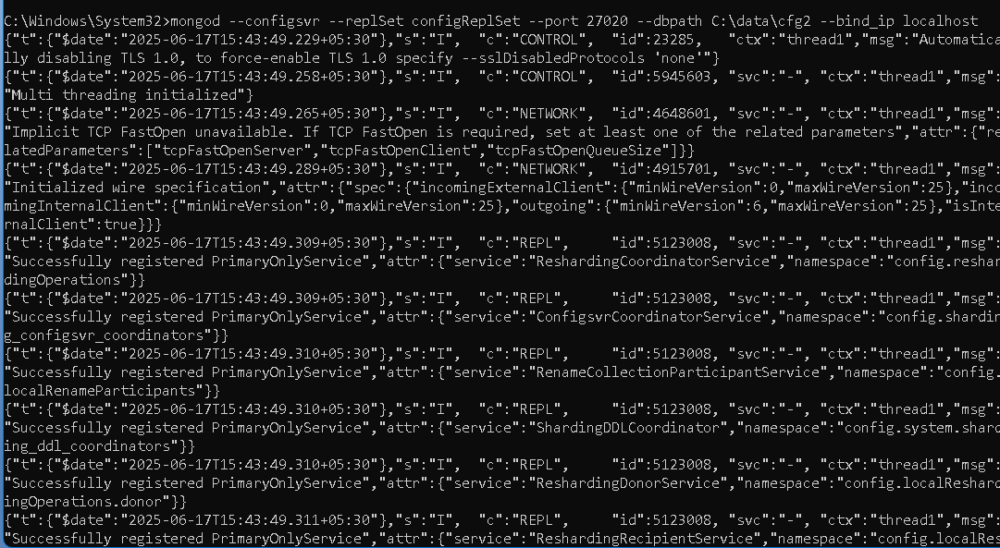 C:\Windows\System32>mongod --configsvr --replSet configReplSet --port 27020 --dbpath C:\data\cfg2 --bind_ip localhost
{"t":{"$date":"2025-06-17T15:43:49.229+05:30"},"s":"I",  "c":"CONTROL",  "id":23285,   "ctx":"thread1","msg":"Automatica
lly disabling TLS 1.0, to force-enable TLS 1.0 specify --sslDisabledProtocols 'none'"}
{"t":{"$date":"2025-06-17T15:43:49.258+05:30"},"s":"I",  "c":"CONTROL",  "id":5945603, "svc":"-", "ctx":"thread1","msg":
"Multi threading initialized"}
{"t":{"$date":"2025-06-17T15:43:49.265+05:30"},"s":"I",  "c":"NETWORK",  "id":4648601, "svc":"-", "ctx":"thread1","msg":
"Implicit TCP FastOpen unavailable. If TCP FastOpen is required, set at least one of the related parameters","attr":{"re
latedParameters":["tcpFastOpenServer","tcpFastOpenClient","tcpFastOpenQueueSize"]}}
{"t":{"$date":"2025-06-17T15:43:49.289+05:30"},"s":"I",  "c":"NETWORK",  "id":4915701, "svc":"-", "ctx":"thread1","msg":
"Initialized wire specification","attr":{"spec":{"incomingExternalClient":{"minWireVersion":0,"maxWireVersion":25},"inco
mingInternalClient":{"minWireVersion":0,"maxWireVersion":25},"outgoing":{"minWireVersion":6,"maxWireVersion":25},"isInte
rnalClient":true}}}
{"t":{"$date":"2025-06-17T15:43:49.309+05:30"},"s":"I",  "c":"REPL",     "id":5123008, "svc":"-", "ctx":"thread1","msg":
"Successfully registered PrimaryOnlyService","attr":{"service":"ReshardingCoordinatorService","namespace":"config.reshar
dingOperations"}}
{"t":{"$date":"2025-06-17T15:43:49.309+05:30"},"s":"I",  "c":"REPL",     "id":5123008, "svc":"-", "ctx":"thread1","msg":
"Successfully registered PrimaryOnlyService","attr":{"service":"ConfigsvrCoordinatorService","namespace":"config.shardin
g_configsvr_coordinators"}}
{"t":{"$date":"2025-06-17T15:43:49.310+05:30"},"s":"I",  "c":"REPL",     "id":5123008, "svc":"-", "ctx":"thread1","msg":
"Successfully registered PrimaryOnlyService","attr":{"service":"RenameCollectionParticipantService","namespace":"config.
localRenameParticipants"}}
{"t":{"$date":"2025-06-17T15:43:49.310+05:30"},"s":"I",  "c":"REPL",     "id":5123008, "svc":"-", "ctx":"thread1","msg":
"Successfully registered PrimaryOnlyService","attr":{"service":"ShardingDDLCoordinator","namespace":"config.system.shard
ing_ddl_coordinators"}}
{"t":{"$date":"2025-06-17T15:43:49.310+05:30"},"s":"I",  "c":"REPL",     "id":5123008, "svc":"-", "ctx":"thread1","msg":
"Successfully registered PrimaryOnlyService","attr":{"service":"ReshardingDonorService","namespace":"config.localReshard
ingOperations.donor"}}
{"t":{"$date":"2025-06-17T15:43:49.311+05:30"},"s":"I",  "c":"REPL",     "id":5123008, "svc":"-", "ctx":"thread1","msg":
"Successfully registered PrimaryOnlyService","attr":{"service":"ReshardingRecipientService","namespace":"config.localRes